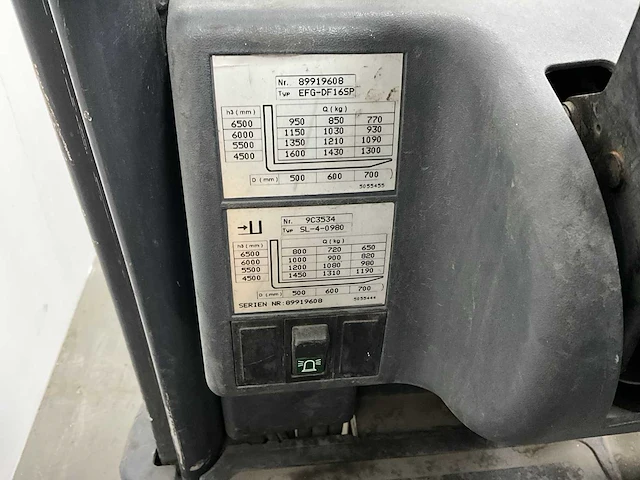 Nr. 89919608
Typ EFG-DF16SP
h3 (mm) Q (kg)
6500 950 850 770
6000 1150 1030 930
5500 1350 1210 1090
4500 1600 1430 1300
D (mm) 500 600 700
5055455
Nr. 9C3534
Typ SL-4-0980
h3 (mm) Q (kg)
6500 800 720 650
6000 1000 900 820
5500 1200 1080 980
4500 1450 1310 1190
D (mm) 500 600 700
SERIEN NR:89919608